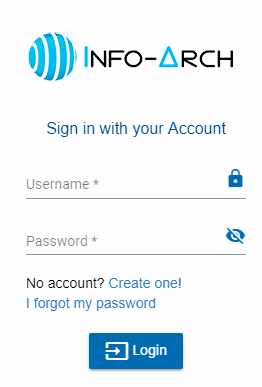 INFO-ARCH
Sign in with your Account
Username *
Password *
No account? Create one!
I forgot my password
Login